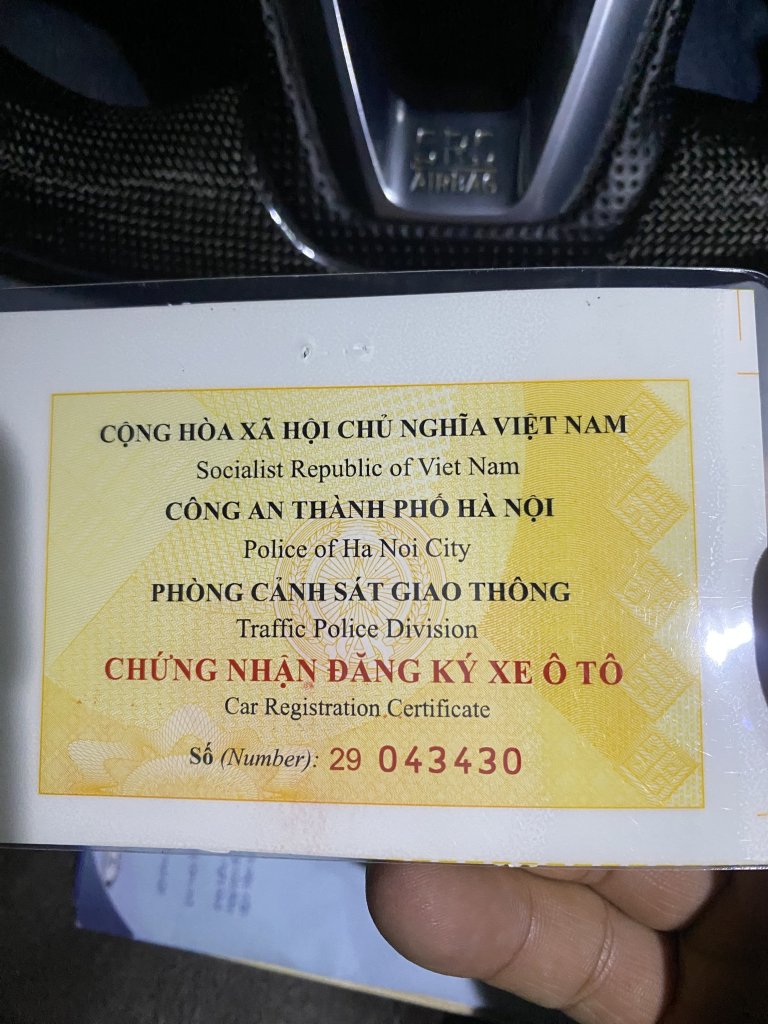 SRS
AIRBAG
CỘNG HÒA XÃ HỘI CHỦ NGHĨA VIỆT NAM
Socialist Republic of Viet Nam
CÔNG AN THÀNH PHỐ HÀ NỘI
Police of Ha Noi City
PHÒNG CẢNH SÁT GIAO THÔNG
Traffic Police Division
CHỨNG NHẬN ĐĂNG KÝ XE Ô TÔ
Car Registration Certificate
Số (Number): 29 043430